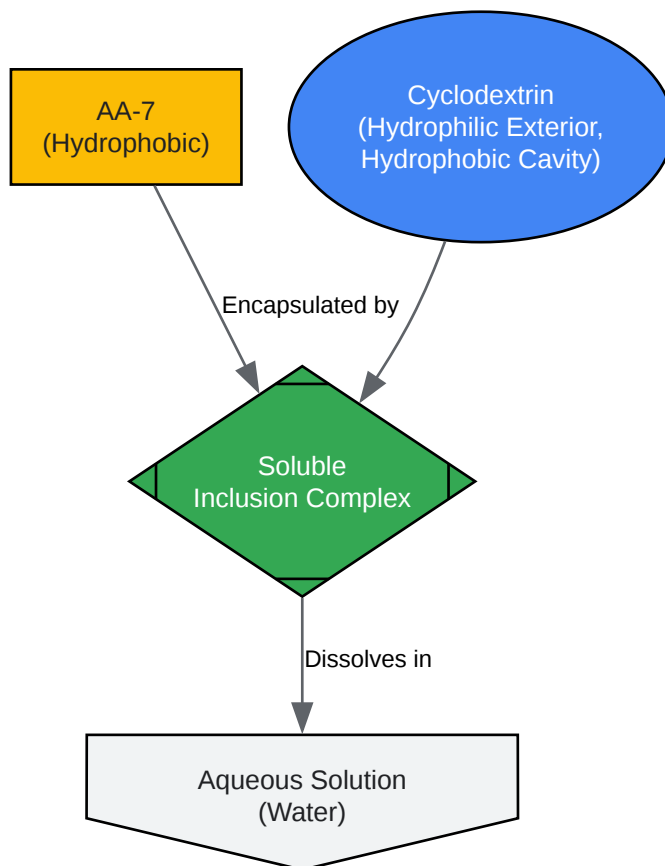 AA-7
(Hydrophobic)
Cyclodextrin
(Hydrophilic Exterior,
Hydrophobic Cavity)
Encapsulated by
Soluble
Inclusion Complex
Dissolves in
Aqueous Solution
(Water)